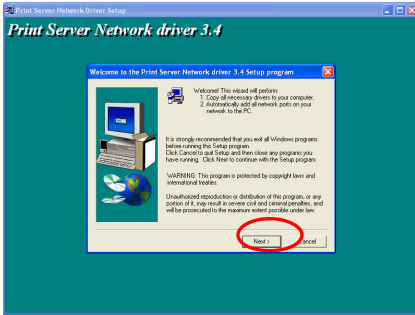 Print Server Network Driver Setup
Print Server Network driver 3.4
Welcome to the Print Server Network driver 3.4 Setup program
Welcome! This wizard will perform:
1. Copy all necessary drivers to your computer.
2. Automatically add all network ports on your
network to the PC.
It is strongly recommended that you exit all Windows programs
before running this Setup program.
Click Cancel to quit Setup and then close any programs you
have running. Click Next to continue with the Setup program.
WARNING: This program is protected by copyright laws and
international treaties.
Unauthorized reproduction or distribution of this program, or any
portion of it, may result in severe civil and criminal penalties, and
will be prosecuted to the maximum extent possible under law.
Next >
Cancel